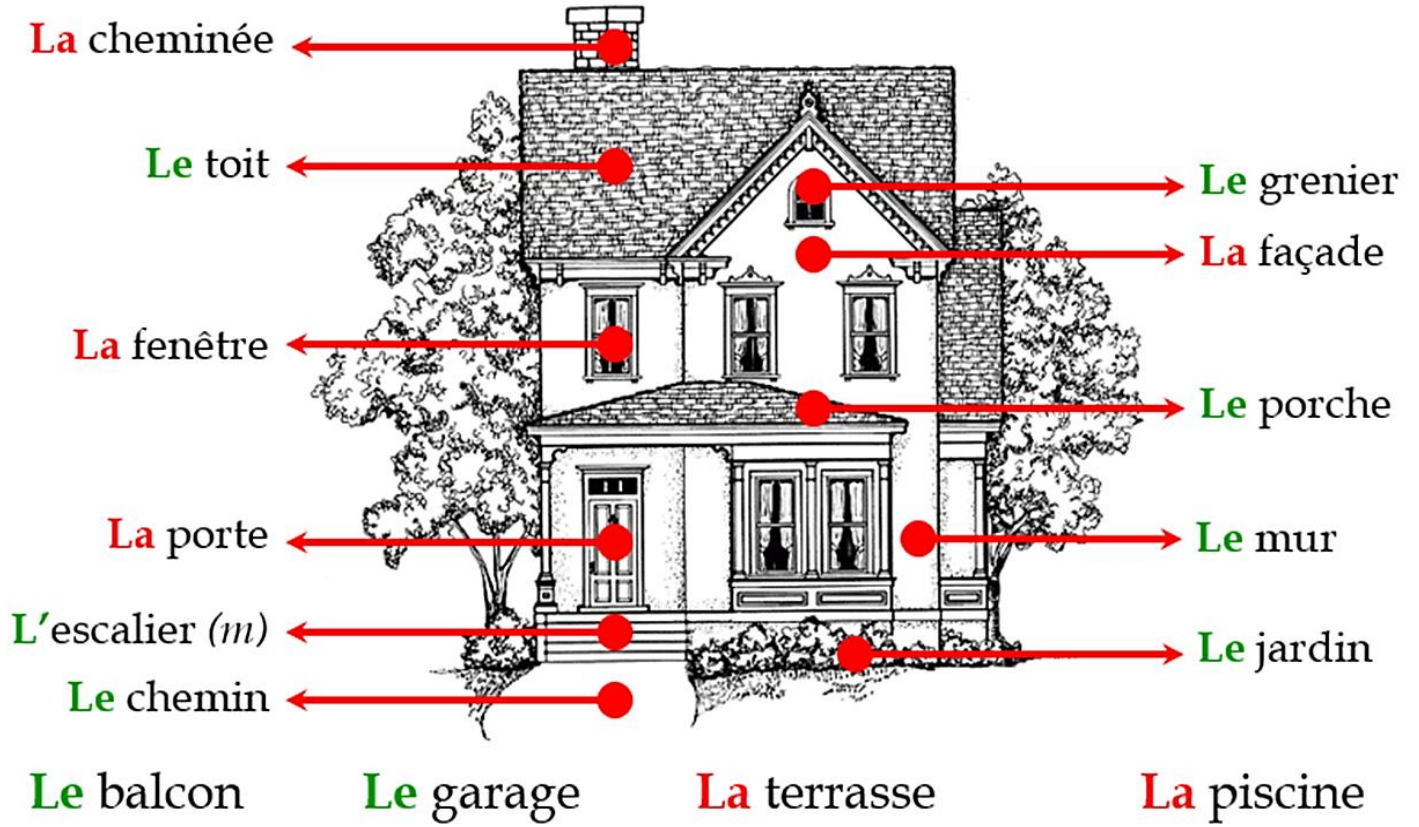 La cheminée
Le toit
La fenêtre
La porte
L'escalier (m)
Le chemin
Le grenier
La façade
Le porche
Le mur
Le jardin
Le balcon
Le garage
La terrasse
La piscine